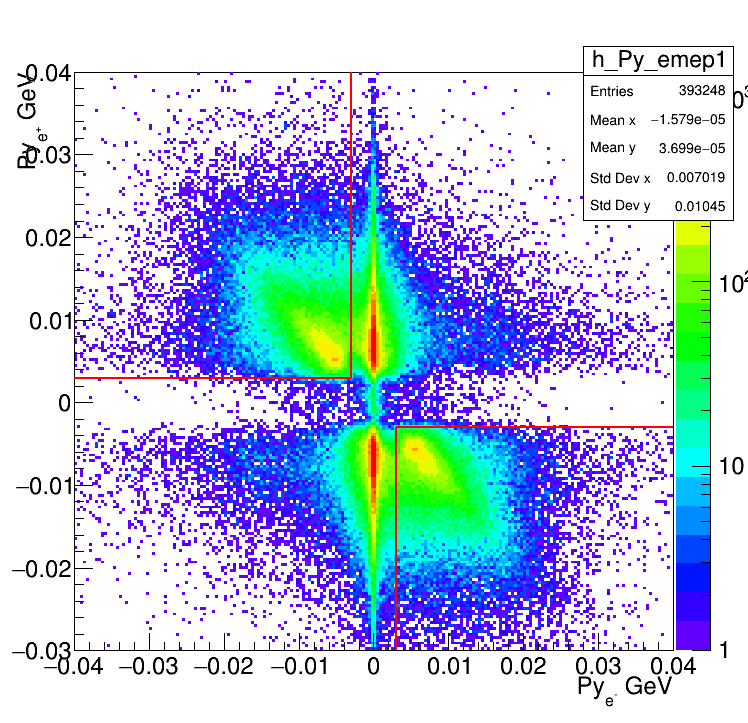 h_Py_emep1
Entries 393248
Mean x −1.579e−05
Mean y 3.699e−05
Std Dev x 0.007019
Std Dev y 0.01045
Py e+ GeV
0.04
0.03
0.02
0.01
0
−0.01
−0.02
−0.03
−0.04 −0.03 −0.02 −0.01 0 0.01 0.02 0.03 0.04
Py e- GeV
10²
10
1